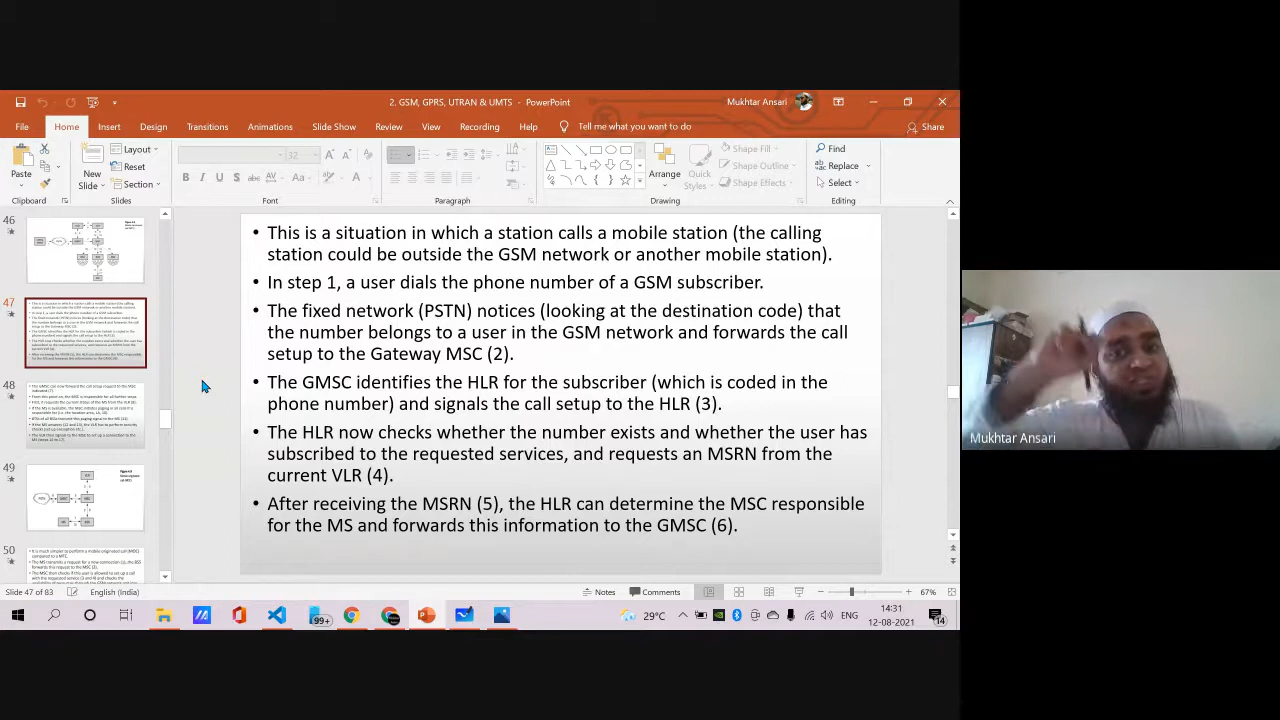 2. GSM, GPRS, UTRAN & UMTS - PowerPoint
Mukhtar Ansari
File Home Insert Design Transitions Animations Slide Show Review View Recording Help Tell me what you want to do Share
Paste
New
Slide
Layout
Reset
Section
32
B I U S abc AV Aa A
Arrange
Quick
Styles
Shape Fill
Shape Outline
Shape Effects
Find
Replace
Select
Clipboard Slides Font Paragraph Drawing Editing
46
47
48
49
50
• This is a situation in which a station calls a mobile station (the calling
station could be outside the GSM network or another mobile station).
• In step 1, a user dials the phone number of a GSM subscriber.
• The fixed network (PSTN) notices (looking at the destination code) that
the number belongs to a user in the GSM network and forwards the call
setup to the Gateway MSC (2).
• The GMSC identifies the HLR for the subscriber (which is coded in the
phone number) and signals the call setup to the HLR (3).
• The HLR now checks whether the number exists and whether the user has
subscribed to the requested services, and requests an MSRN from the
current VLR (4).
• After receiving the MSRN (5), the HLR can determine the MSC responsible
for the MS and forwards this information to the GMSC (6).
Mukhtar Ansari
Slide 47 of 83 English (India) Notes Comments 67%
99+ 29°C ENG 14:31
12-08-2021 14